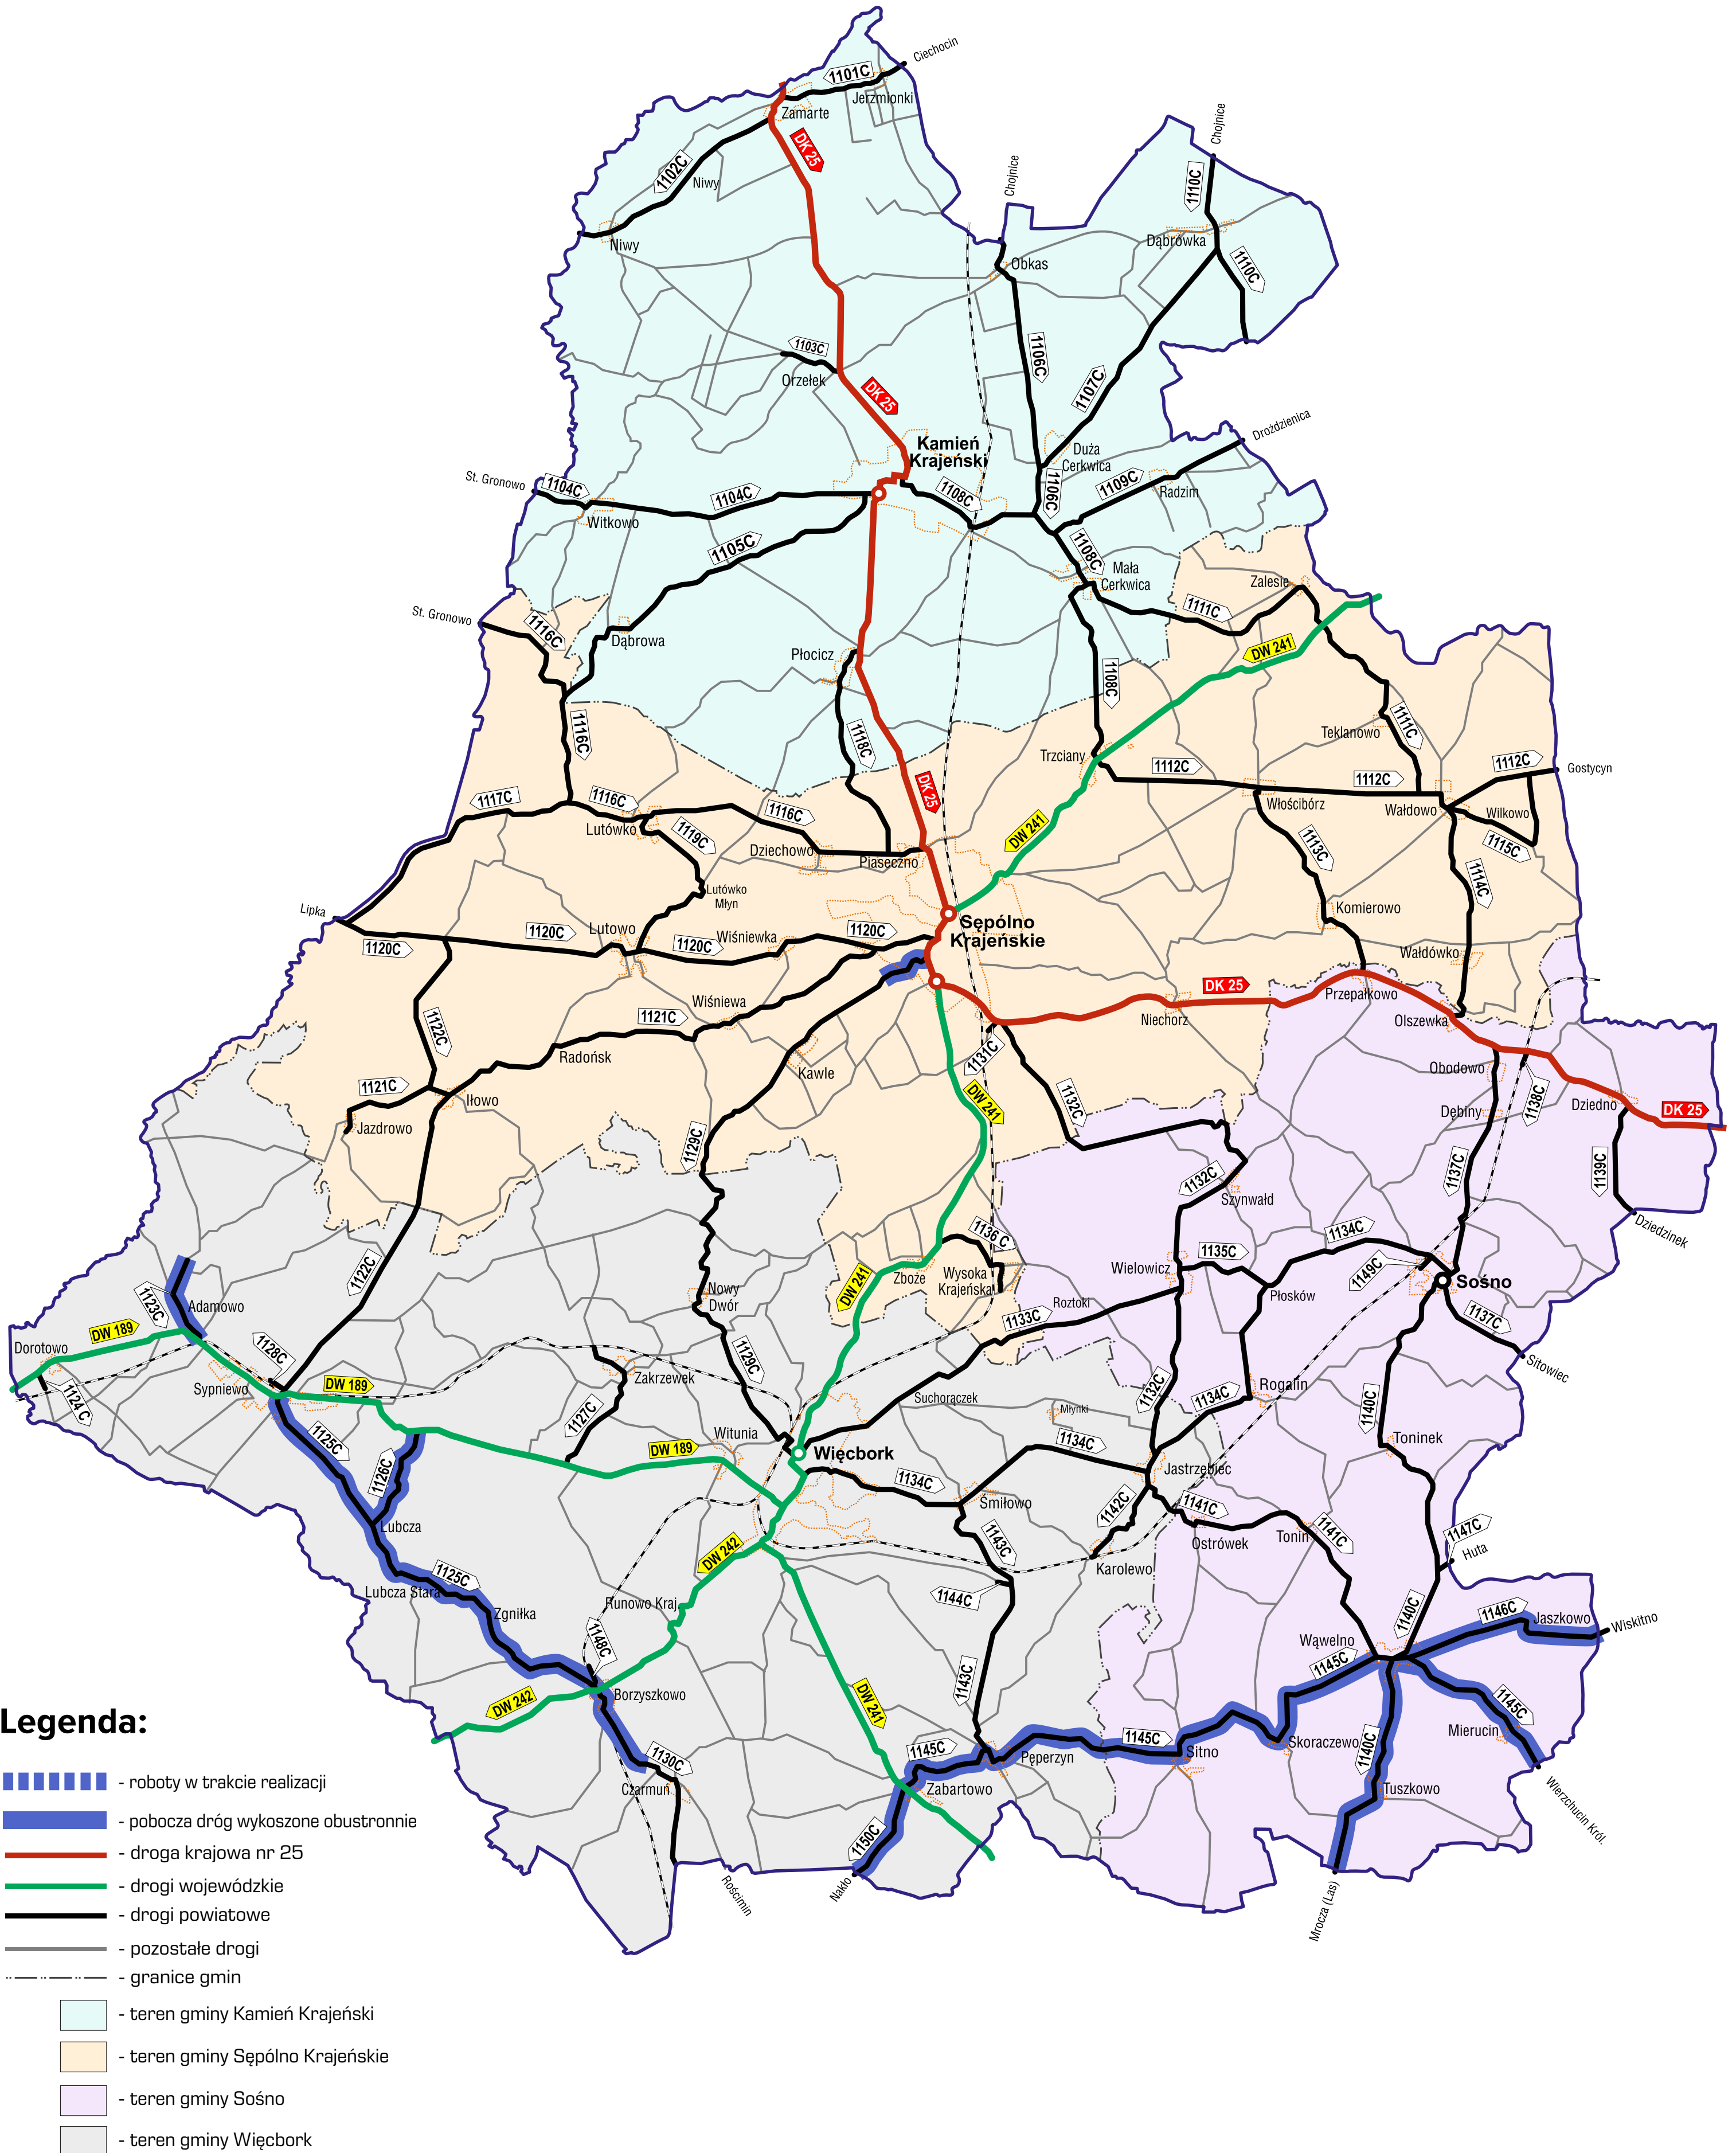 Ciechocin
1101C
Jerzmionki
Zamarte
DK 25
1102C
Niwy
Niwy
Chojnice
Chojnice
1110C
Dąbrówka
1110C
Obkas
1103C
Orzełek
1106C
1107C
DK 25
Kamień
Krajeński
Duża
Cerkwica
Drożdzienica
St. Gronowo
1104C
1104C
Witkowo
1108C
1106C
1109C
Radzim
1105C
1108C
Mała
Cerkwica
Zalesie
St. Gronowo
1116C
Dąbrowa
1111C
DW 241
Płocicz
1108C
1116C
1118C
Teklanowo
1111C
Trzciany
1112C
1112C
1112C
Gostycyn
DK 25
1117C
1116C
1116C
Włościbórz
Wałdowo
Wilkowo
Lutówko
1119C
Dziechowo
Piaseczno
DW 241
1113C
1115C
1114C
Lutówko
Młyn
Lipka
Komierowo
Sępólno
Krajeńskie
1120C
1120C
Lutowo
1120C
Wiśniewka
1120C
Wałdówko
DK 25
Przepałkowo
Wiśniewa
1121C
Niechorz
Olszewka
1122C
Radońsk
1131C
Kawle
Obodowo
1121C
Iłowo
DW 241
1132C
Dębiny
1138C
Dziedno
DK 25
Jazdrowo
1129C
1132C
Szynwałd
1137C
1139C
Dziedzinek
1136 C
1134C
1122C
Zboże
Wysoka
Krajeńska
Wielowicz
1135C
1149C
Sośno
1123C
Adamowo
DW 241
Nowy
Dwór
Roztoki
Płosków
1133C
1137C
DW 189
Dorotowo
1128C
1129C
Sitowiec
Sypniewo
DW 189
Zakrzewek
1132C
1134C
Rogalin
1124 C
Suchorączek
Młynki
1140C
1127C
1125C
Witunia
DW 189
Więcbork
1134C
Toninek
1126C
1134C
Jastrzębiec
Śmiłowo
1142C
1141C
Lubcza
1143C
Ostrówek
Tonin
1141C
1147C
Huta
DW 242
Karolewo
1125C
Lubcza Stara
1144C
Zgniłka
Runowo Kraj.
1140C
1146C
Jaszkowo
Wiskitno
1148C
Wąwelno
1145C
1143C
Borzyszkowo
DW 242
DW 241
1145C
Mierucin
Legenda:
1130C
1145C
Pęperzyn
1145C
Sitno
Skoraczewo
1140C
Czarmuń
Zabartowo
Tuszkowo
Wierzchucin Król.
- roboty w trakcie realizacji
- pobocza dróg wykoszone obustronnie
1150C
- droga krajowa nr 25
Rościmin
Nakło
- drogi wojewódzkie
Mrocza (Las)
- drogi powiatowe
- pozostałe drogi
- granice gmin
- teren gminy Kamień Krajeński
- teren gminy Sępólno Krajeńskie
- teren gminy Sośno
- teren gminy Więcbork